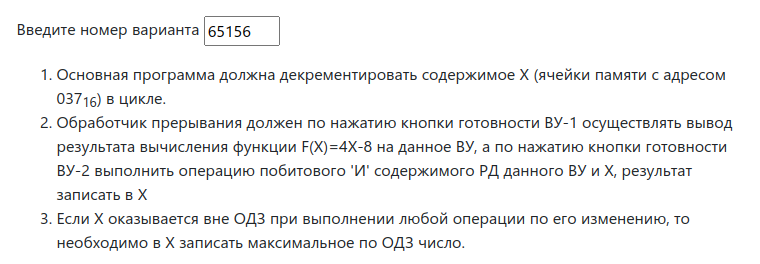 Введите номер варианта 65156
1. Основная программа должна декрементировать содержимое X (ячейки памяти с адресом
037₁₆) в цикле.
2. Обработчик прерывания должен по нажатию кнопки готовности ВУ-1 осуществлять вывод
результата вычисления функции F(X)=4X-8 на данное ВУ, а по нажатию кнопки готовности
ВУ-2 выполнить операцию побитового 'И' содержимого РД данного ВУ и X, результат
записать в X
3. Если X оказывается вне ОДЗ при выполнении любой операции по его изменению, то
необходимо в X записать максимальное по ОДЗ число.